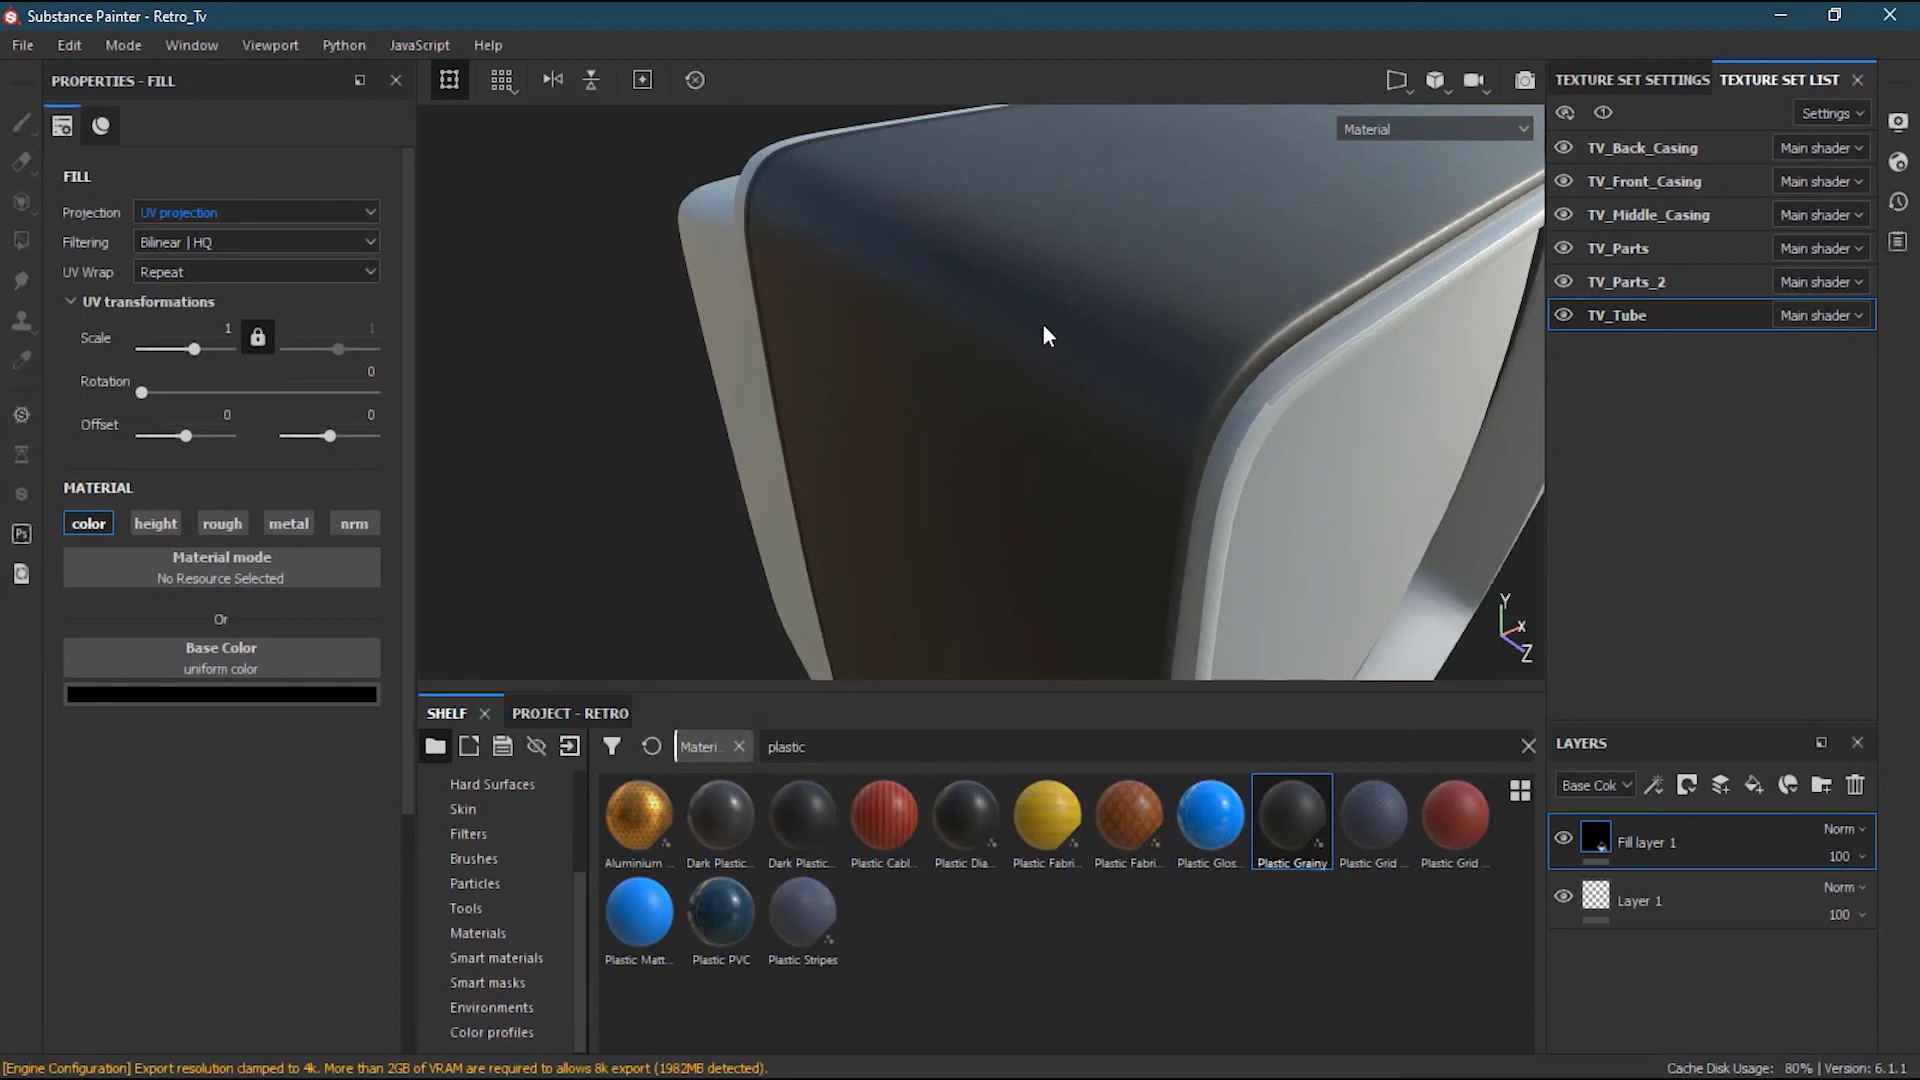 Substance Painter - Retro_Tv
File Edit Mode Window Viewport Python JavaScript Help
PROPERTIES - FILL
FILL
Projection UV projection
Filtering Bilinear | HQ
UV Wrap Repeat
UV transformations
Scale 1 1
Rotation 0
Offset 0 0
MATERIAL
color height rough metal nrm
Material mode
No Resource Selected
Or
Base Color
uniform color
Ps
Material
Y
X
Z
TEXTURE SET SETTINGS TEXTURE SET LIST
Settings
TV_Back_Casing Main shader
TV_Front_Casing Main shader
TV_Middle_Casing Main shader
TV_Parts Main shader
TV_Parts_2 Main shader
TV_Tube Main shader
SHELF PROJECT - RETRO
Materi... plastic
Hard Surfaces
Skin
Filters
Brushes
Particles
Tools
Materials
Smart materials
Smart masks
Environments
Color profiles
Aluminium ... Dark Plastic... Dark Plastic... Plastic Cabl... Plastic Dia... Plastic Fabri... Plastic Fabri... Plastic Glos... Plastic Grainy Plastic Grid ... Plastic Grid ...
Plastic Matt... Plastic PVC Plastic Stripes
LAYERS
Base Colo
Fill layer 1 Norm 100
Layer 1 Norm 100
[Engine Configuration] Export resolution clamped to 4k. More than 2GB of VRAM are required to allows 8k export (1982MB detected).
Cache Disk Usage: 80% | Version: 6.1.1